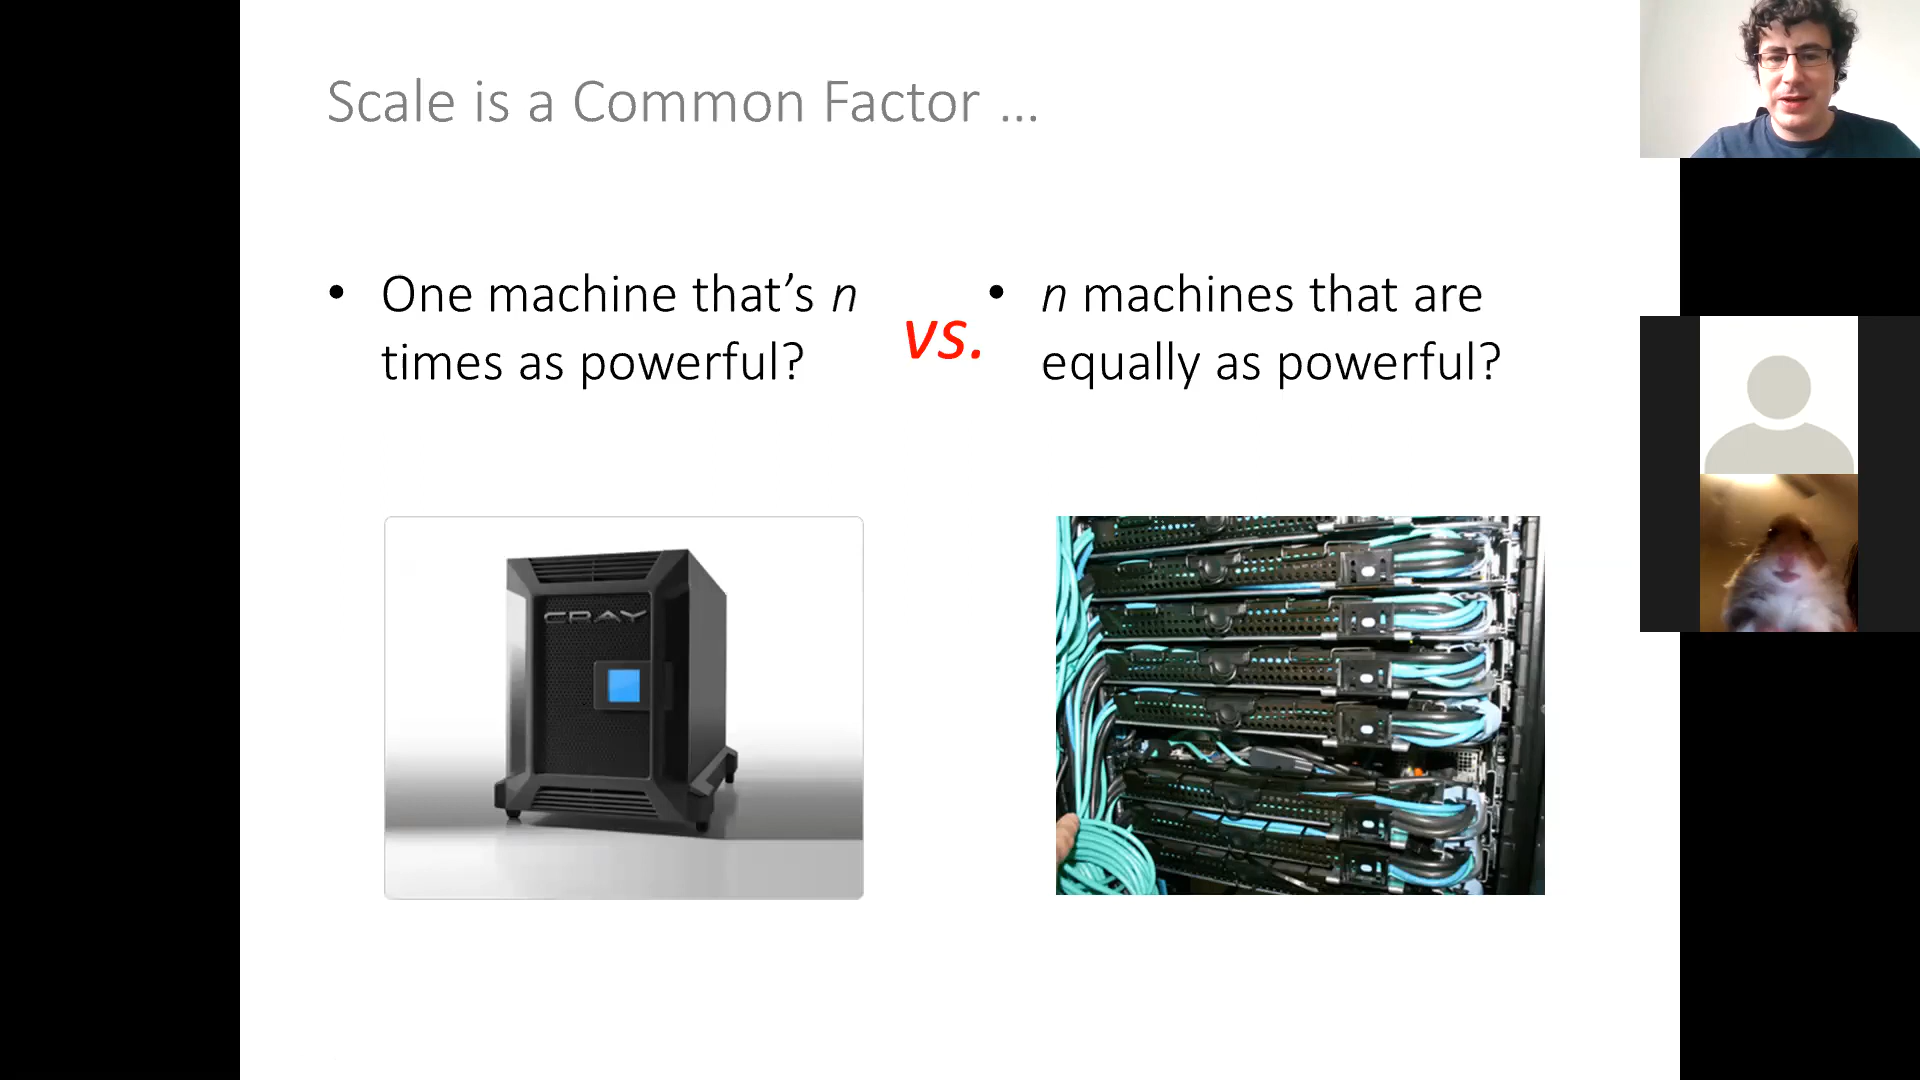 Scale is a Common Factor …
• One machine that’s n
times as powerful?
vs.
• n machines that are
equally as powerful?
CRAY